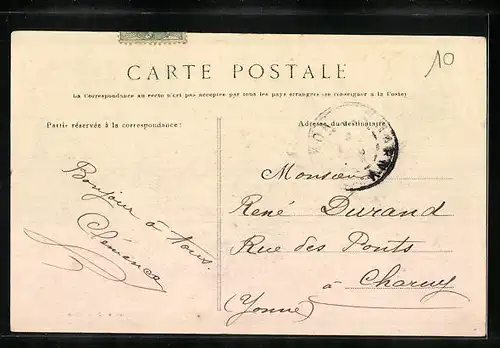 10
CARTE POSTALE
La Correspondance au recto n'est pas acceptée par tous les pays étrangers (se renseigner à la Poste)
Partie réservée à la correspondance:
Adresse du destinataire
Bonjour à tous.
Clémence
Monsieur
René Durand
Rue des Ponts
à Charny
(Yonne)